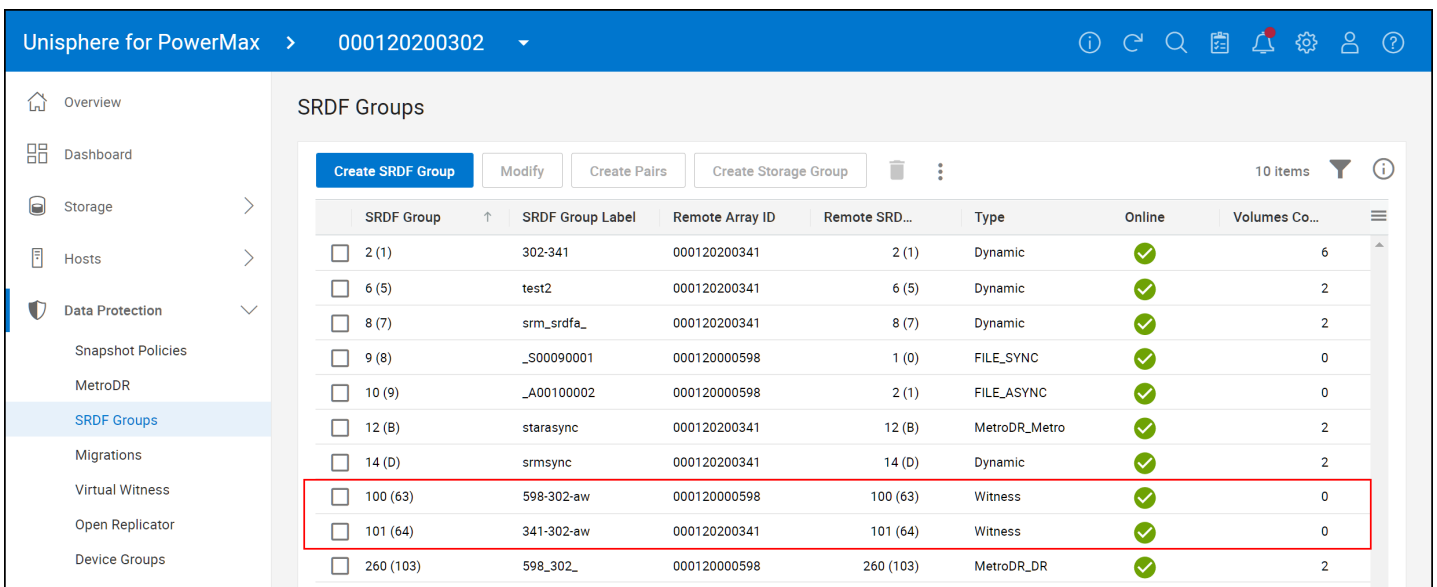 Unisphere for PowerMax > 000120200302
Overview
Dashboard
Storage
Hosts
Data Protection
Snapshot Policies
MetroDR
SRDF Groups
Migrations
Virtual Witness
Open Replicator
Device Groups
SRDF Groups
Create SRDF Group Modify Create Pairs Create Storage Group 10 items
SRDF Group SRDF Group Label Remote Array ID Remote SRD... Type Online Volumes Co...
2 (1) 302-341 000120200341 2 (1) Dynamic 6
6 (5) test2 000120200341 6 (5) Dynamic 2
8 (7) srm_srdfa_ 000120200341 8 (7) Dynamic 2
9 (8) _S00090001 000120000598 1 (0) FILE_SYNC 0
10 (9) _A00100002 000120000598 2 (1) FILE_ASYNC 0
12 (B) starasync 000120200341 12 (B) MetroDR_Metro 2
14 (D) srmsync 000120200341 14 (D) Dynamic 2
100 (63) 598-302-aw 000120000598 100 (63) Witness 0
101 (64) 341-302-aw 000120200341 101 (64) Witness 0
260 (103) 598_302_ 000120000598 260 (103) MetroDR_DR 2